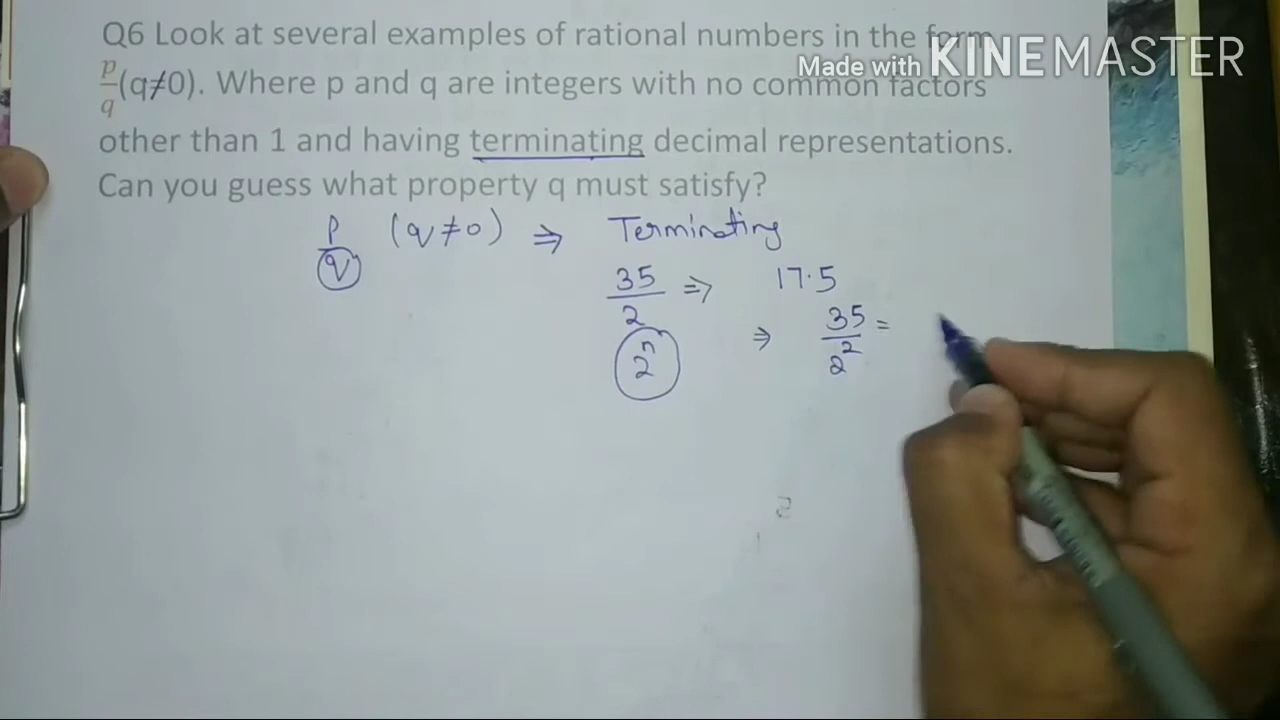 Q6 Look at several examples of rational numbers in the form
Made with KINEMASTER
p/q (q≠0). Where p and q are integers with no common factors
other than 1 and having terminating decimal representations.
Can you guess what property q must satisfy?
p/q (q≠0) ⇒ Terminating
35/2 ⇒ 17.5
2ⁿ ⇒ 35/2² =